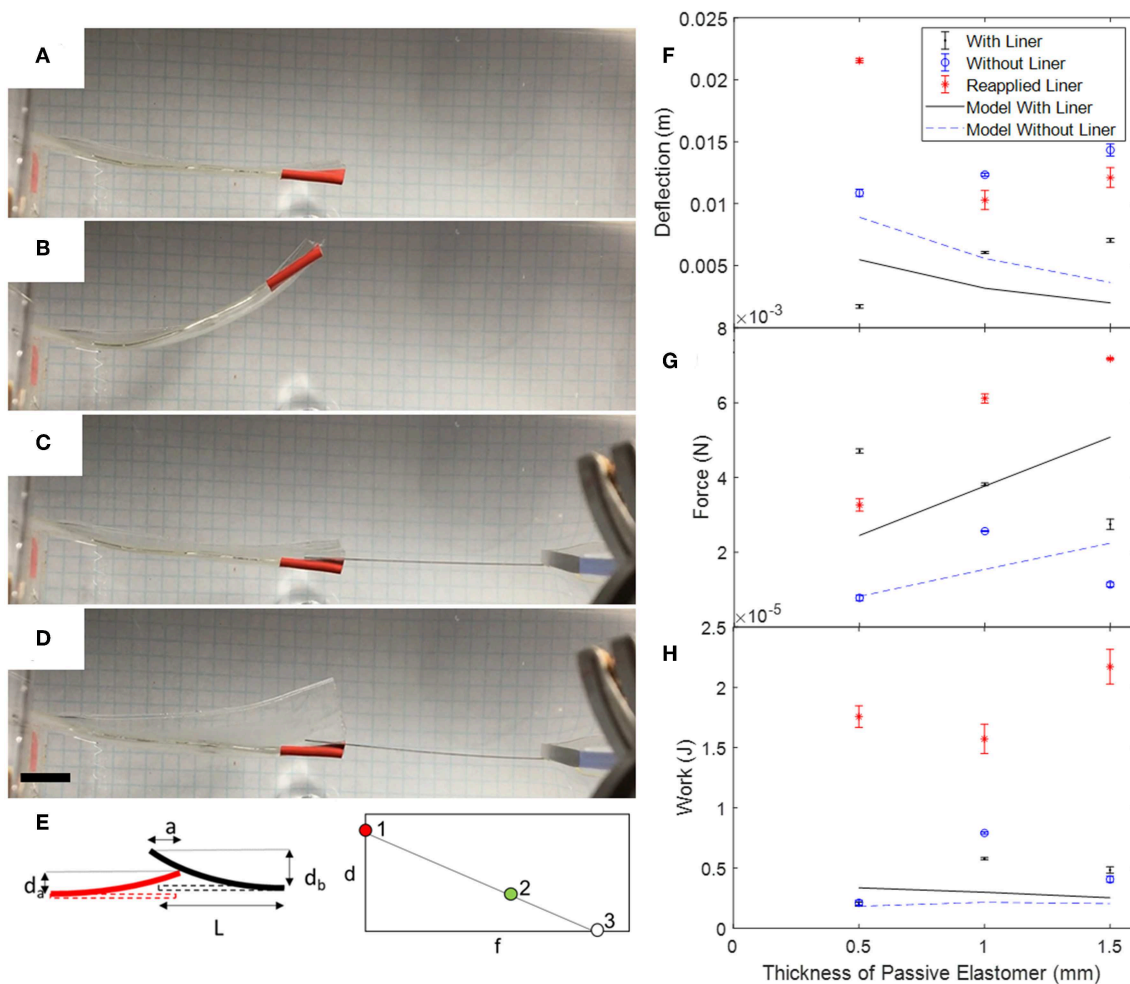 A
B
C
D
E
a
d
a
d
b
L
1
2
3
d
f
F
0.025
0.02
0.015
0.01
0.005
Deflection (m)
With Liner
Without Liner
Reapplied Liner
Model With Liner
Model Without Liner
G
×10⁻³
8
6
4
2
Force (N)
H
×10⁻⁵
2.5
2
1.5
1
0.5
0
Work (J)
0
0.5
1
1.5
Thickness of Passive Elastomer (mm)